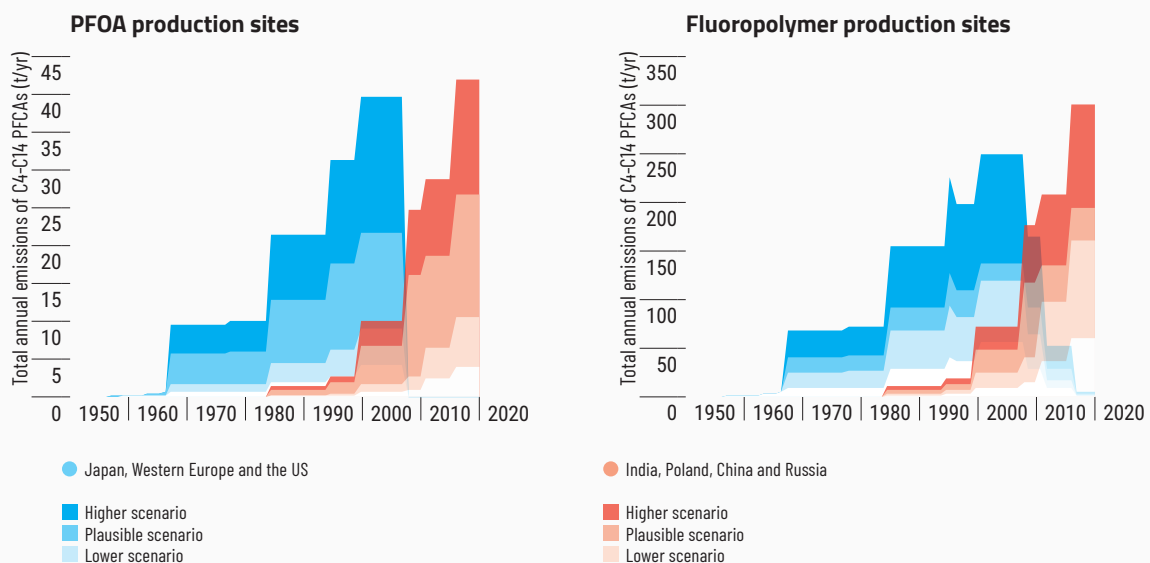 PFOA production sites
Total annual emissions of C4-C14 PFCAs (t/yr)
45
40
35
30
25
20
15
10
5
0
1950 1960 1970 1980 1990 2000 2010 2020
Fluoropolymer production sites
Total annual emissions of C4-C14 PFCAs (t/yr)
350
300
250
200
150
100
50
0
1950 1960 1970 1980 1990 2000 2010 2020
Japan, Western Europe and the US
Higher scenario
Plausible scenario
Lower scenario
India, Poland, China and Russia
Higher scenario
Plausible scenario
Lower scenario